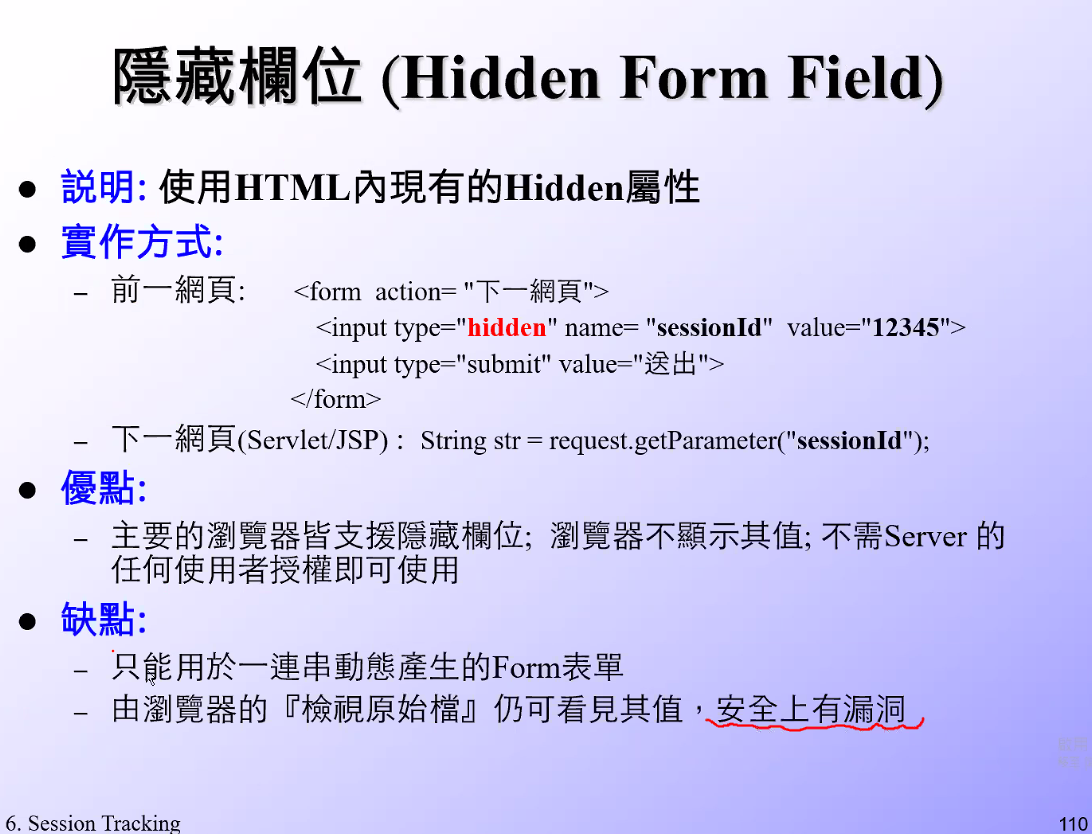 隱藏欄位 (Hidden Form Field)
● 説明: 使用HTML內現有的Hidden屬性
● 實作方式:
– 前一網頁: <form action= "下一網頁">
<input type="hidden" name= "sessionId" value="12345">
<input type="submit" value="送出">
</form>
– 下一網頁(Servlet/JSP) : String str = request.getParameter("sessionId");
● 優點:
– 主要的瀏覽器皆支援隱藏欄位; 瀏覽器不顯示其值; 不需Server 的
任何使用者授權即可使用
● 缺點:
– 只能用於一連串動態產生的Form表單
– 由瀏覽器的『檢視原始檔』仍可看見其值，安全上有漏洞
6. Session Tracking
110